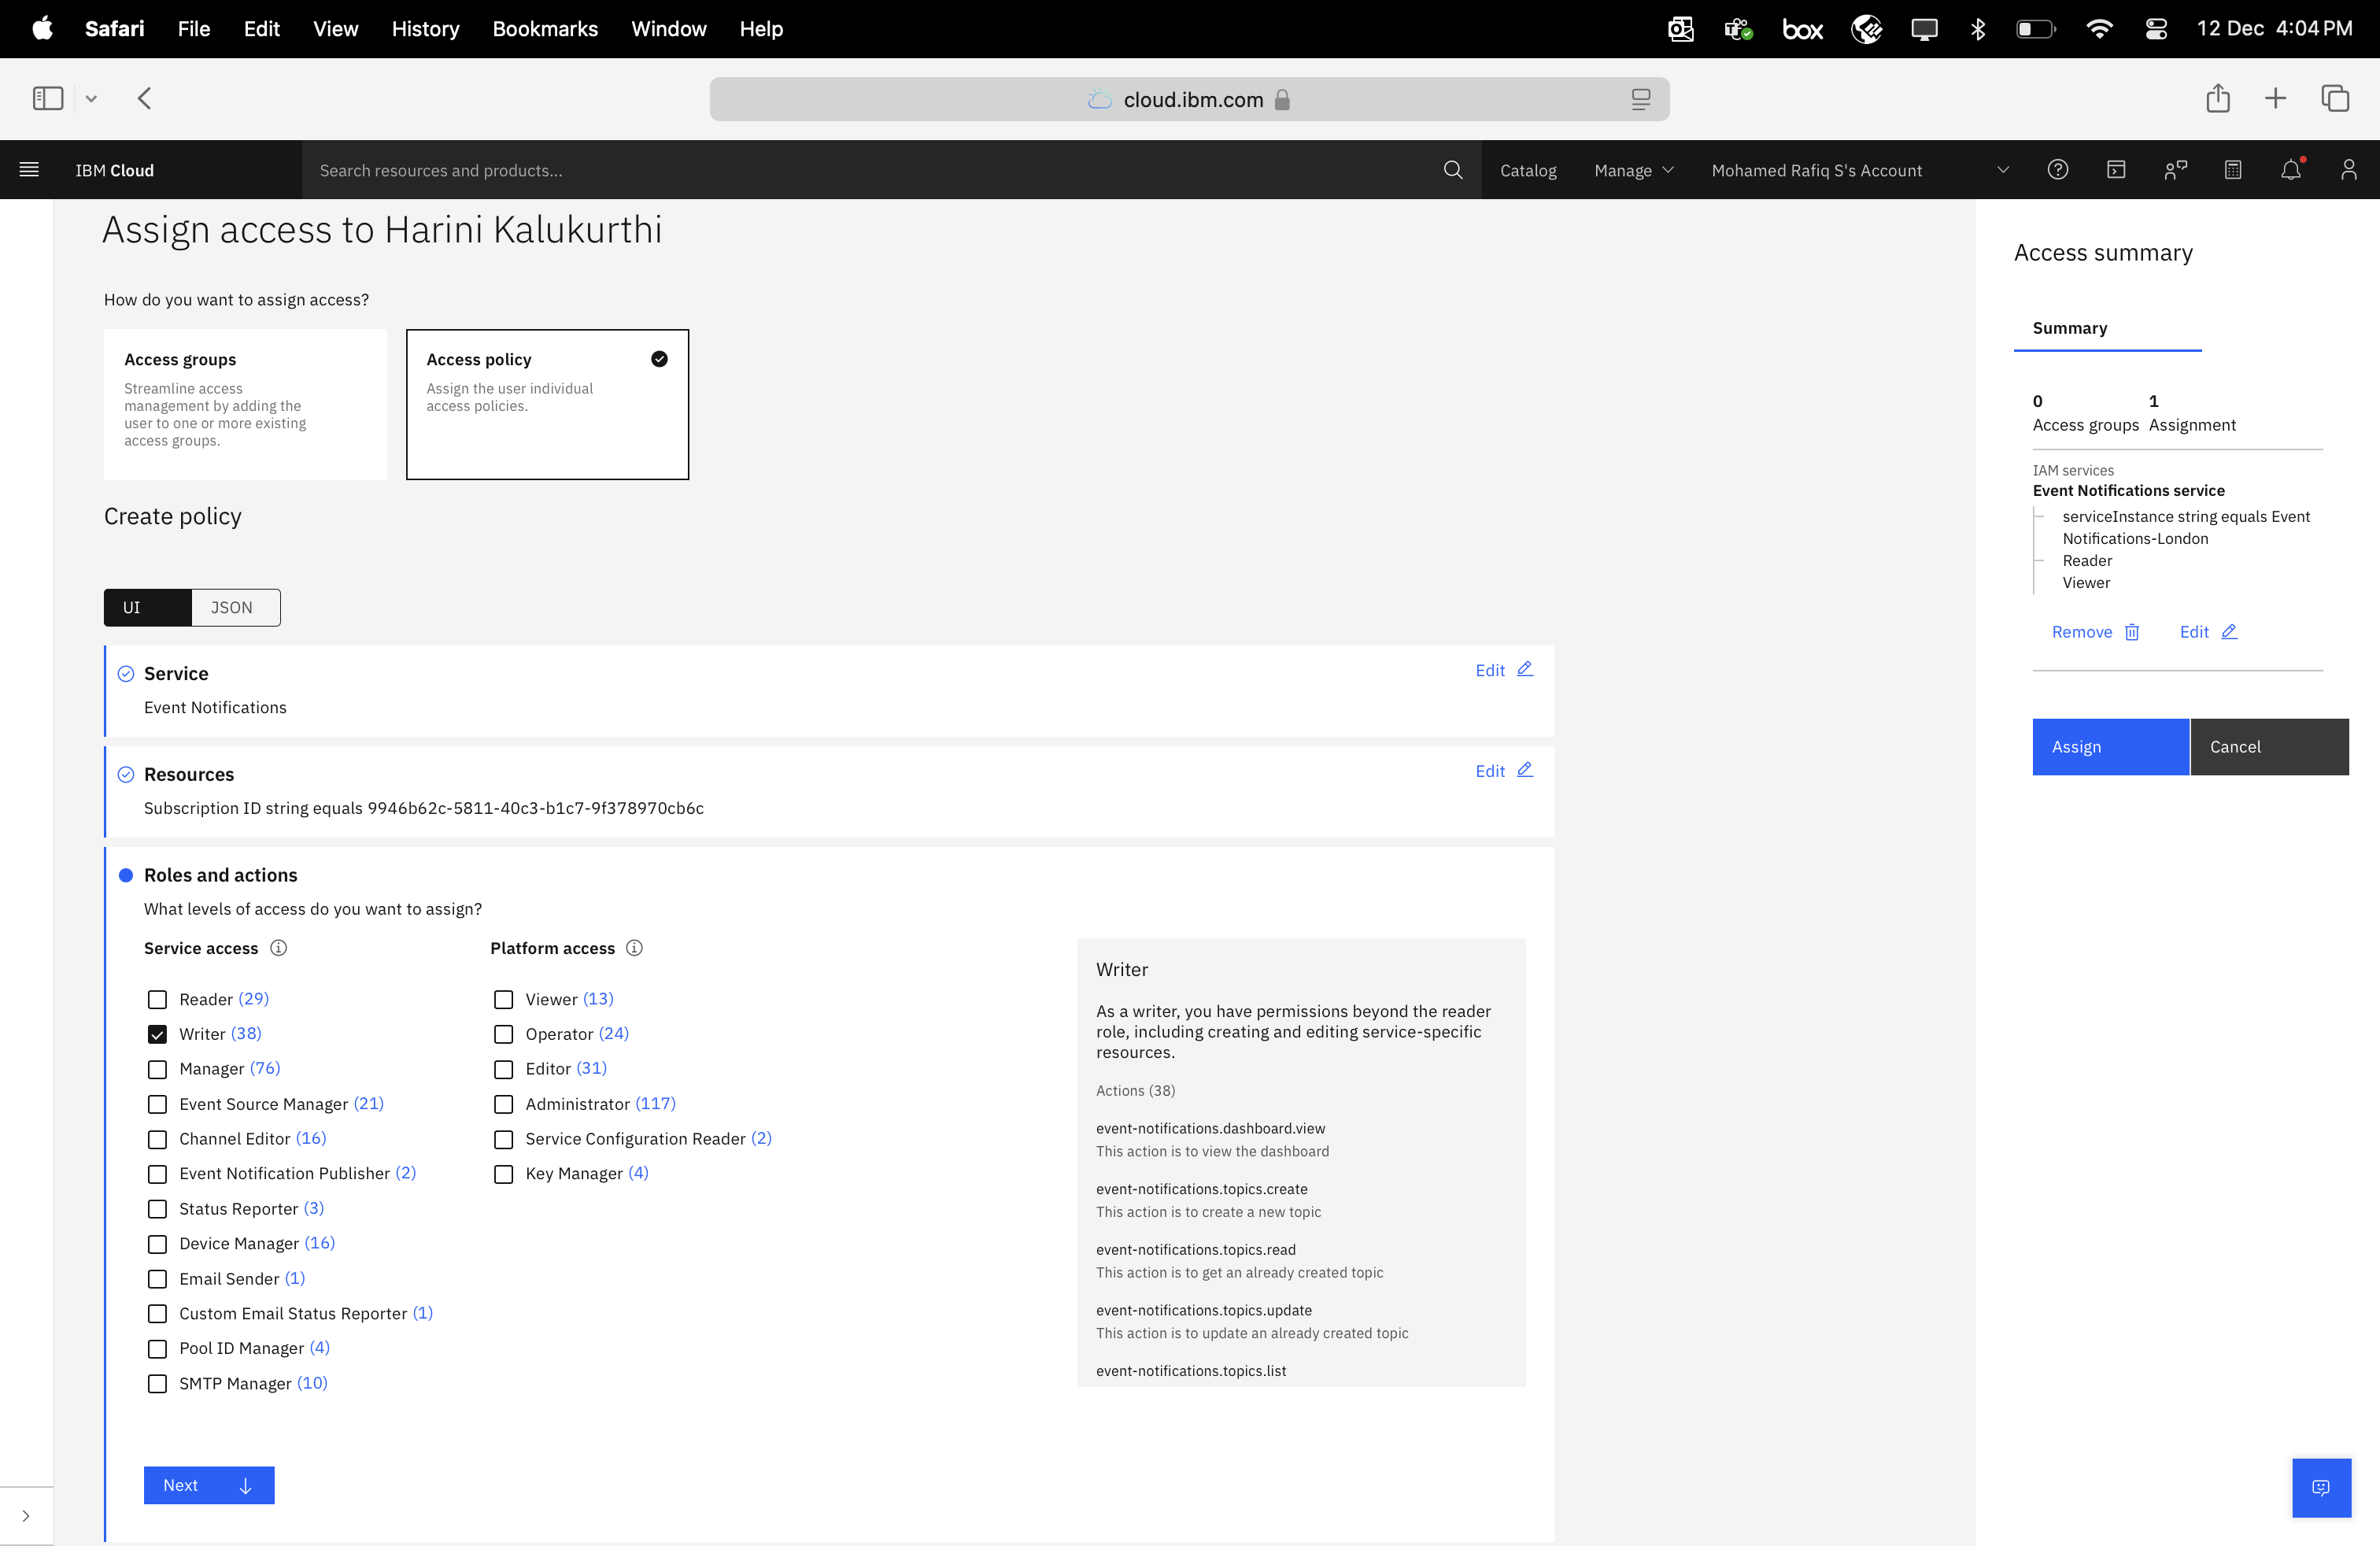 Safari File Edit View History Bookmarks Window Help
box
12 Dec 4:04 PM
cloud.ibm.com
IBM Cloud
Search resources and products...
Catalog
Manage
Mohamed Rafiq S's Account
Assign access to Harini Kalukurthi
How do you want to assign access?
Access groups
Streamline access
management by adding the
user to one or more existing
access groups.
Access policy
Assign the user individual
access policies.
Create policy
UI
JSON
Service
Edit
Event Notifications
Resources
Edit
Subscription ID string equals 9946b62c-5811-40c3-b1c7-9f378970cb6c
Roles and actions
What levels of access do you want to assign?
Service access
Reader (29)
Writer (38)
Manager (76)
Event Source Manager (21)
Channel Editor (16)
Event Notification Publisher (2)
Status Reporter (3)
Device Manager (16)
Email Sender (1)
Custom Email Status Reporter (1)
Pool ID Manager (4)
SMTP Manager (10)
Platform access
Viewer (13)
Operator (24)
Editor (31)
Administrator (117)
Service Configuration Reader (2)
Key Manager (4)
Writer
As a writer, you have permissions beyond the reader
role, including creating and editing service-specific
resources.
Actions (38)
event-notifications.dashboard.view
This action is to view the dashboard
event-notifications.topics.create
This action is to create a new topic
event-notifications.topics.read
This action is to get an already created topic
event-notifications.topics.update
This action is to update an already created topic
event-notifications.topics.list
Next
Access summary
Summary
0
Access groups
1
Assignment
IAM services
Event Notifications service
serviceInstance string equals Event
Notifications-London
Reader
Viewer
Remove
Edit
Assign
Cancel